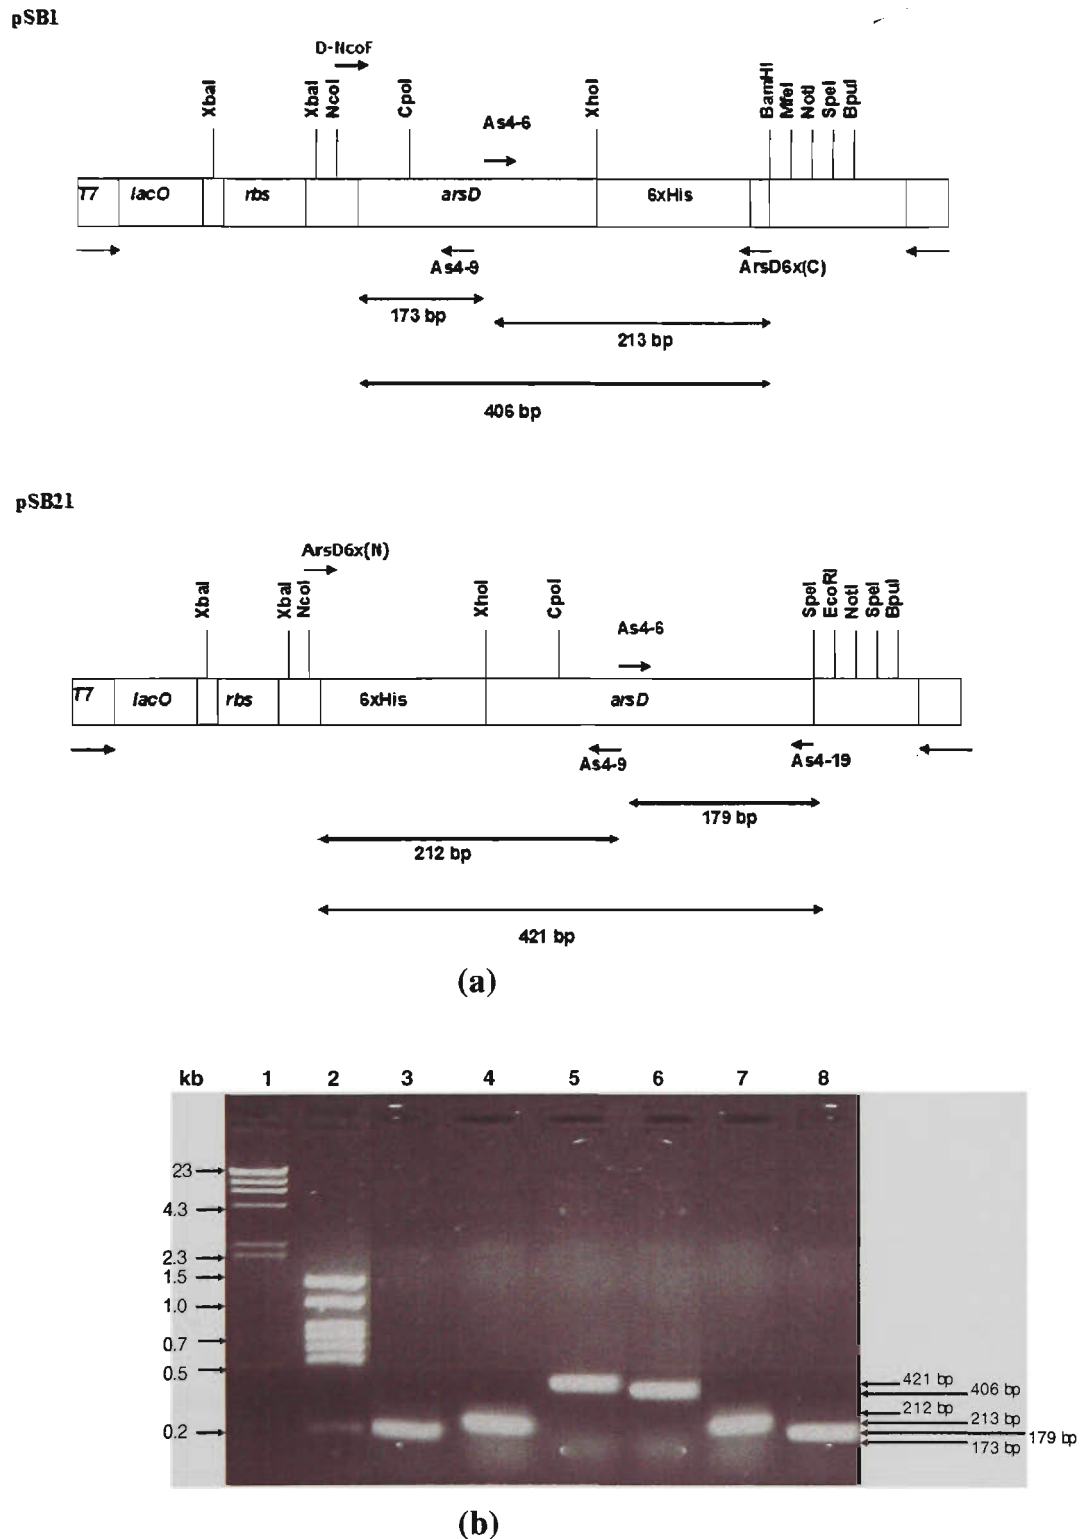 pSB1
D-NcoF
XbaI XbaI NcoI CpoI XhoI BamHI MfeI NotI SpeI BpuI
As4-6
T7 lacO rbs arsD 6xHis
As4-9 ArsD6x(C)
173 bp
213 bp
406 bp
pSB21
ArsD6x(N)
XbaI XbaI NcoI XhoI CpoI SpeI EcoRI NotI SpeI BpuI
As4-6
T7 lacO rbs 6xHis arsD
As4-9 As4-19
179 bp
212 bp
421 bp
(a)
kb 1 2 3 4 5 6 7 8
23
4.3
2.3
1.5
1.0
0.7
0.5
0.2
421 bp
406 bp
212 bp
213 bp
179 bp
173 bp
(b)